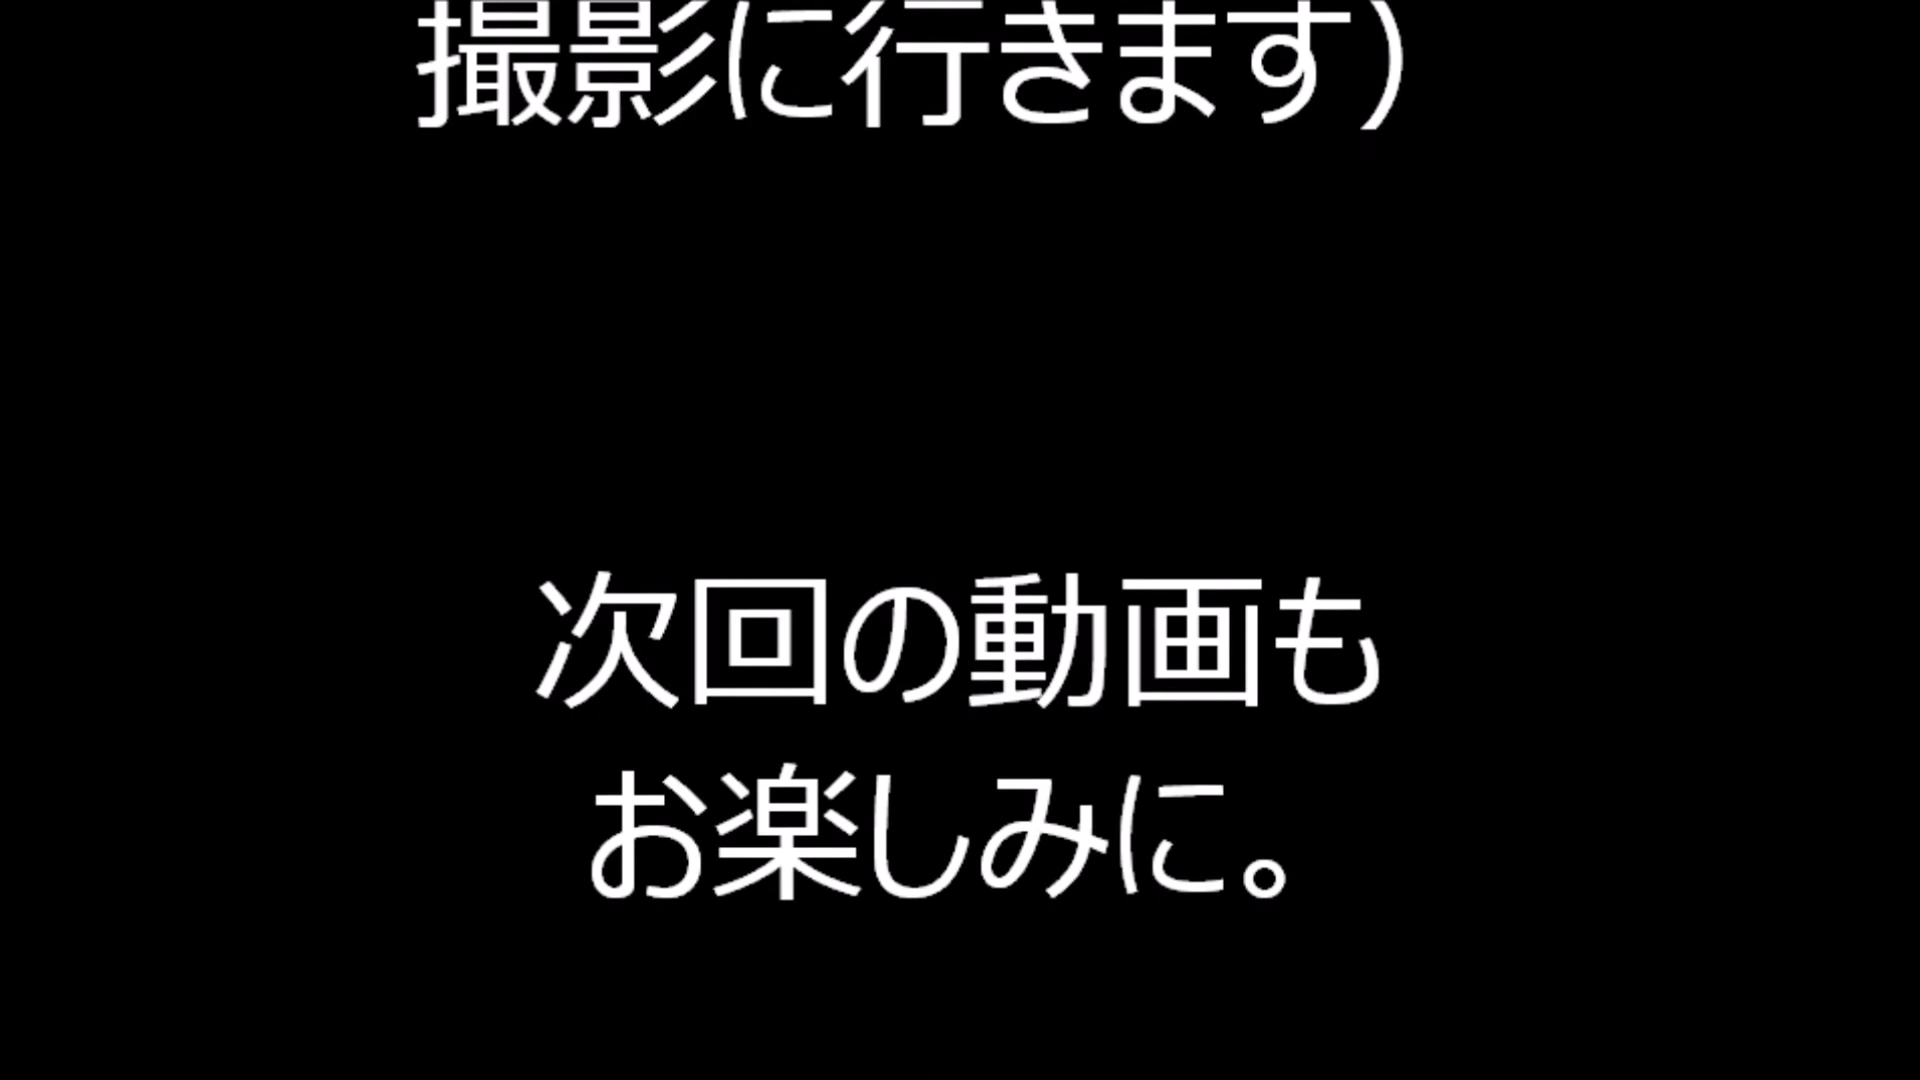 撮影に行きます）
次回の動画も
お楽しみに。